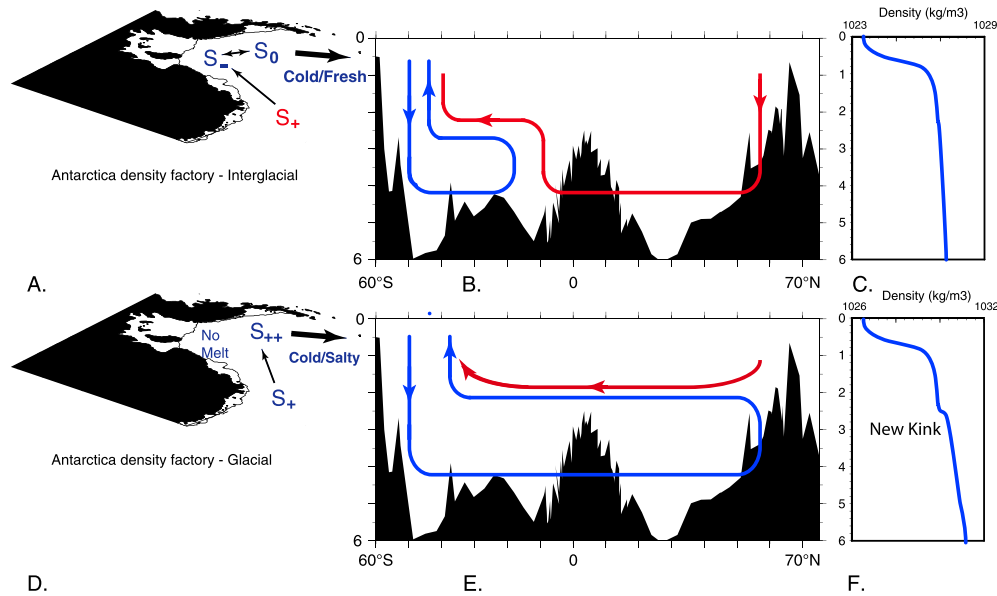 Density (kg/m3)
1023 1029
S- S0
Cold/Fresh
S+
Antarctica density factory - Interglacial
0
6
60°S 0 70°N
0
1
2
3
4
5
6
A. B. C.
Density (kg/m3)
1026 1032
No
Melt
S++
Cold/Salty
S+
Antarctica density factory - Glacial
0
6
60°S 0 70°N
0
1
2
3
4
5
6
New Kink
D. E. F.